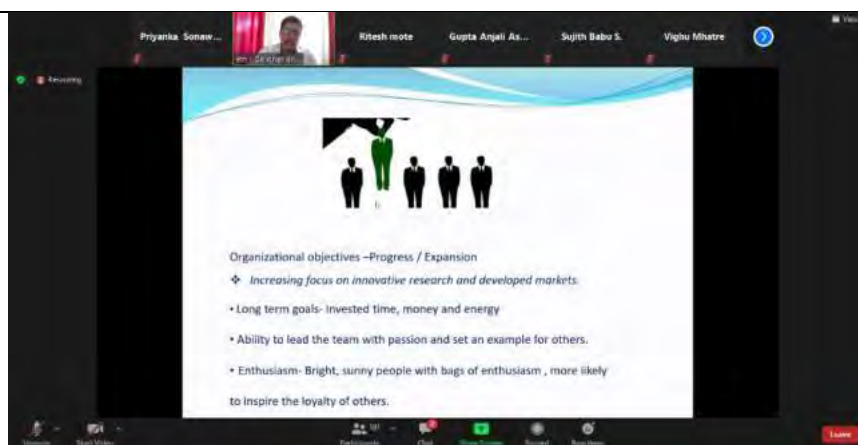 View
Priyanka Sonaw...
Ritesh mote
Gupta Anjali As...
Sujith Babu S.
Vighu Mhatre
Recording
Organizational objectives –Progress / Expansion
❖ Increasing focus on innovative research and developed markets.
• Long term goals- Invested time, money and energy
• Ability to lead the team with passion and set an example for others.
• Enthusiasm- Bright, sunny people with bags of enthusiasm , more likely
to inspire the loyalty of others.
Leave